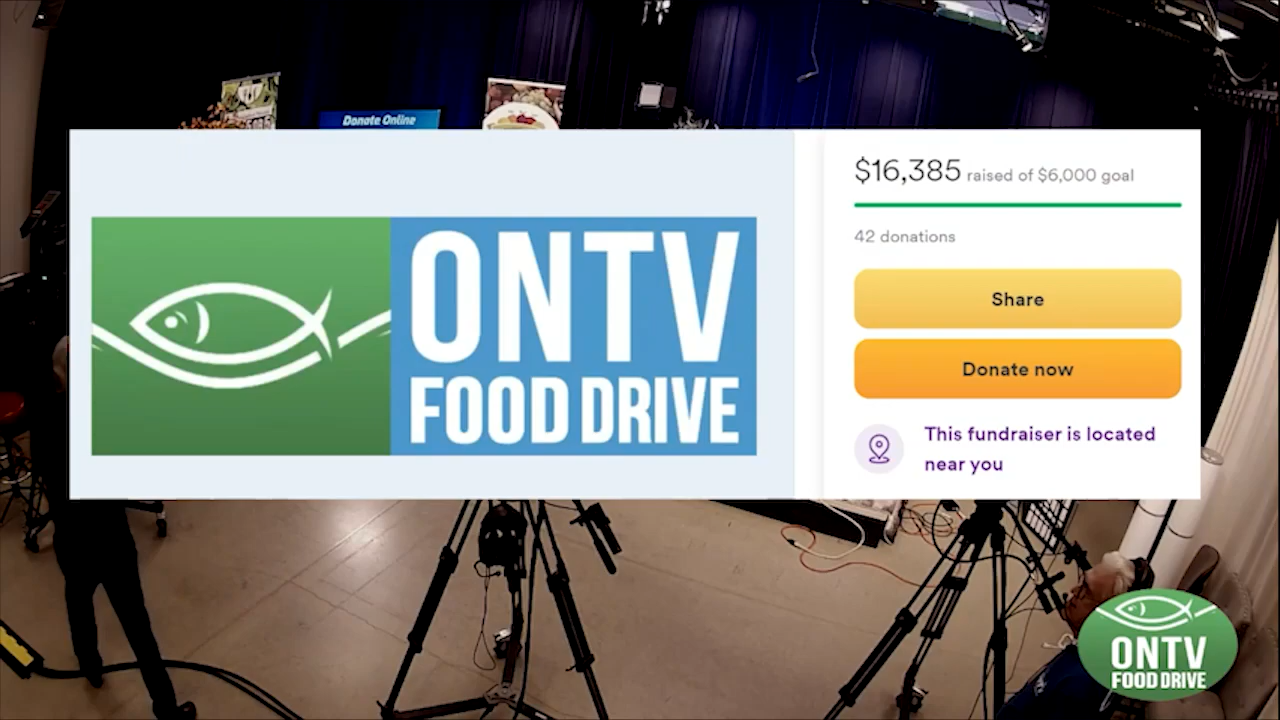 Donate Online
$16,385 raised of $6,000 goal
42 donations
Share
Donate now
This fundraiser is located
near you
ONTV
FOOD DRIVE
ONTV
FOOD DRIVE